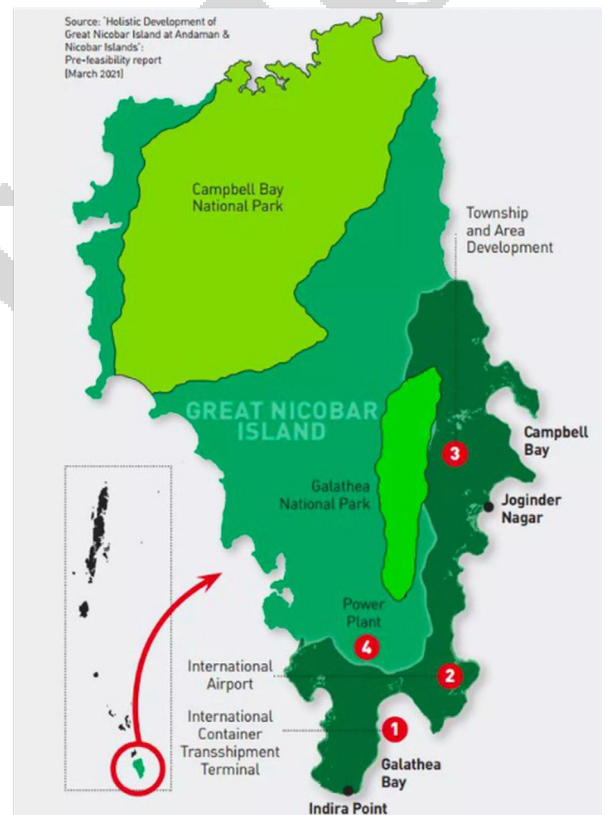 Source: 'Holistic Development of
Great Nicobar Island at Andaman &
Nicobar Islands':
Pre-feasibility report
(March 2021)
Campbell Bay
National Park
Township
and Area
Development
GREAT NICOBAR
ISLAND
Campbell
Bay
3
Galathea
National Park
Joginder
Nagar
Power
Plant
4
International
Airport
2
International
Container
Transshipment
Terminal
1
Galathea
Bay
Indira Point